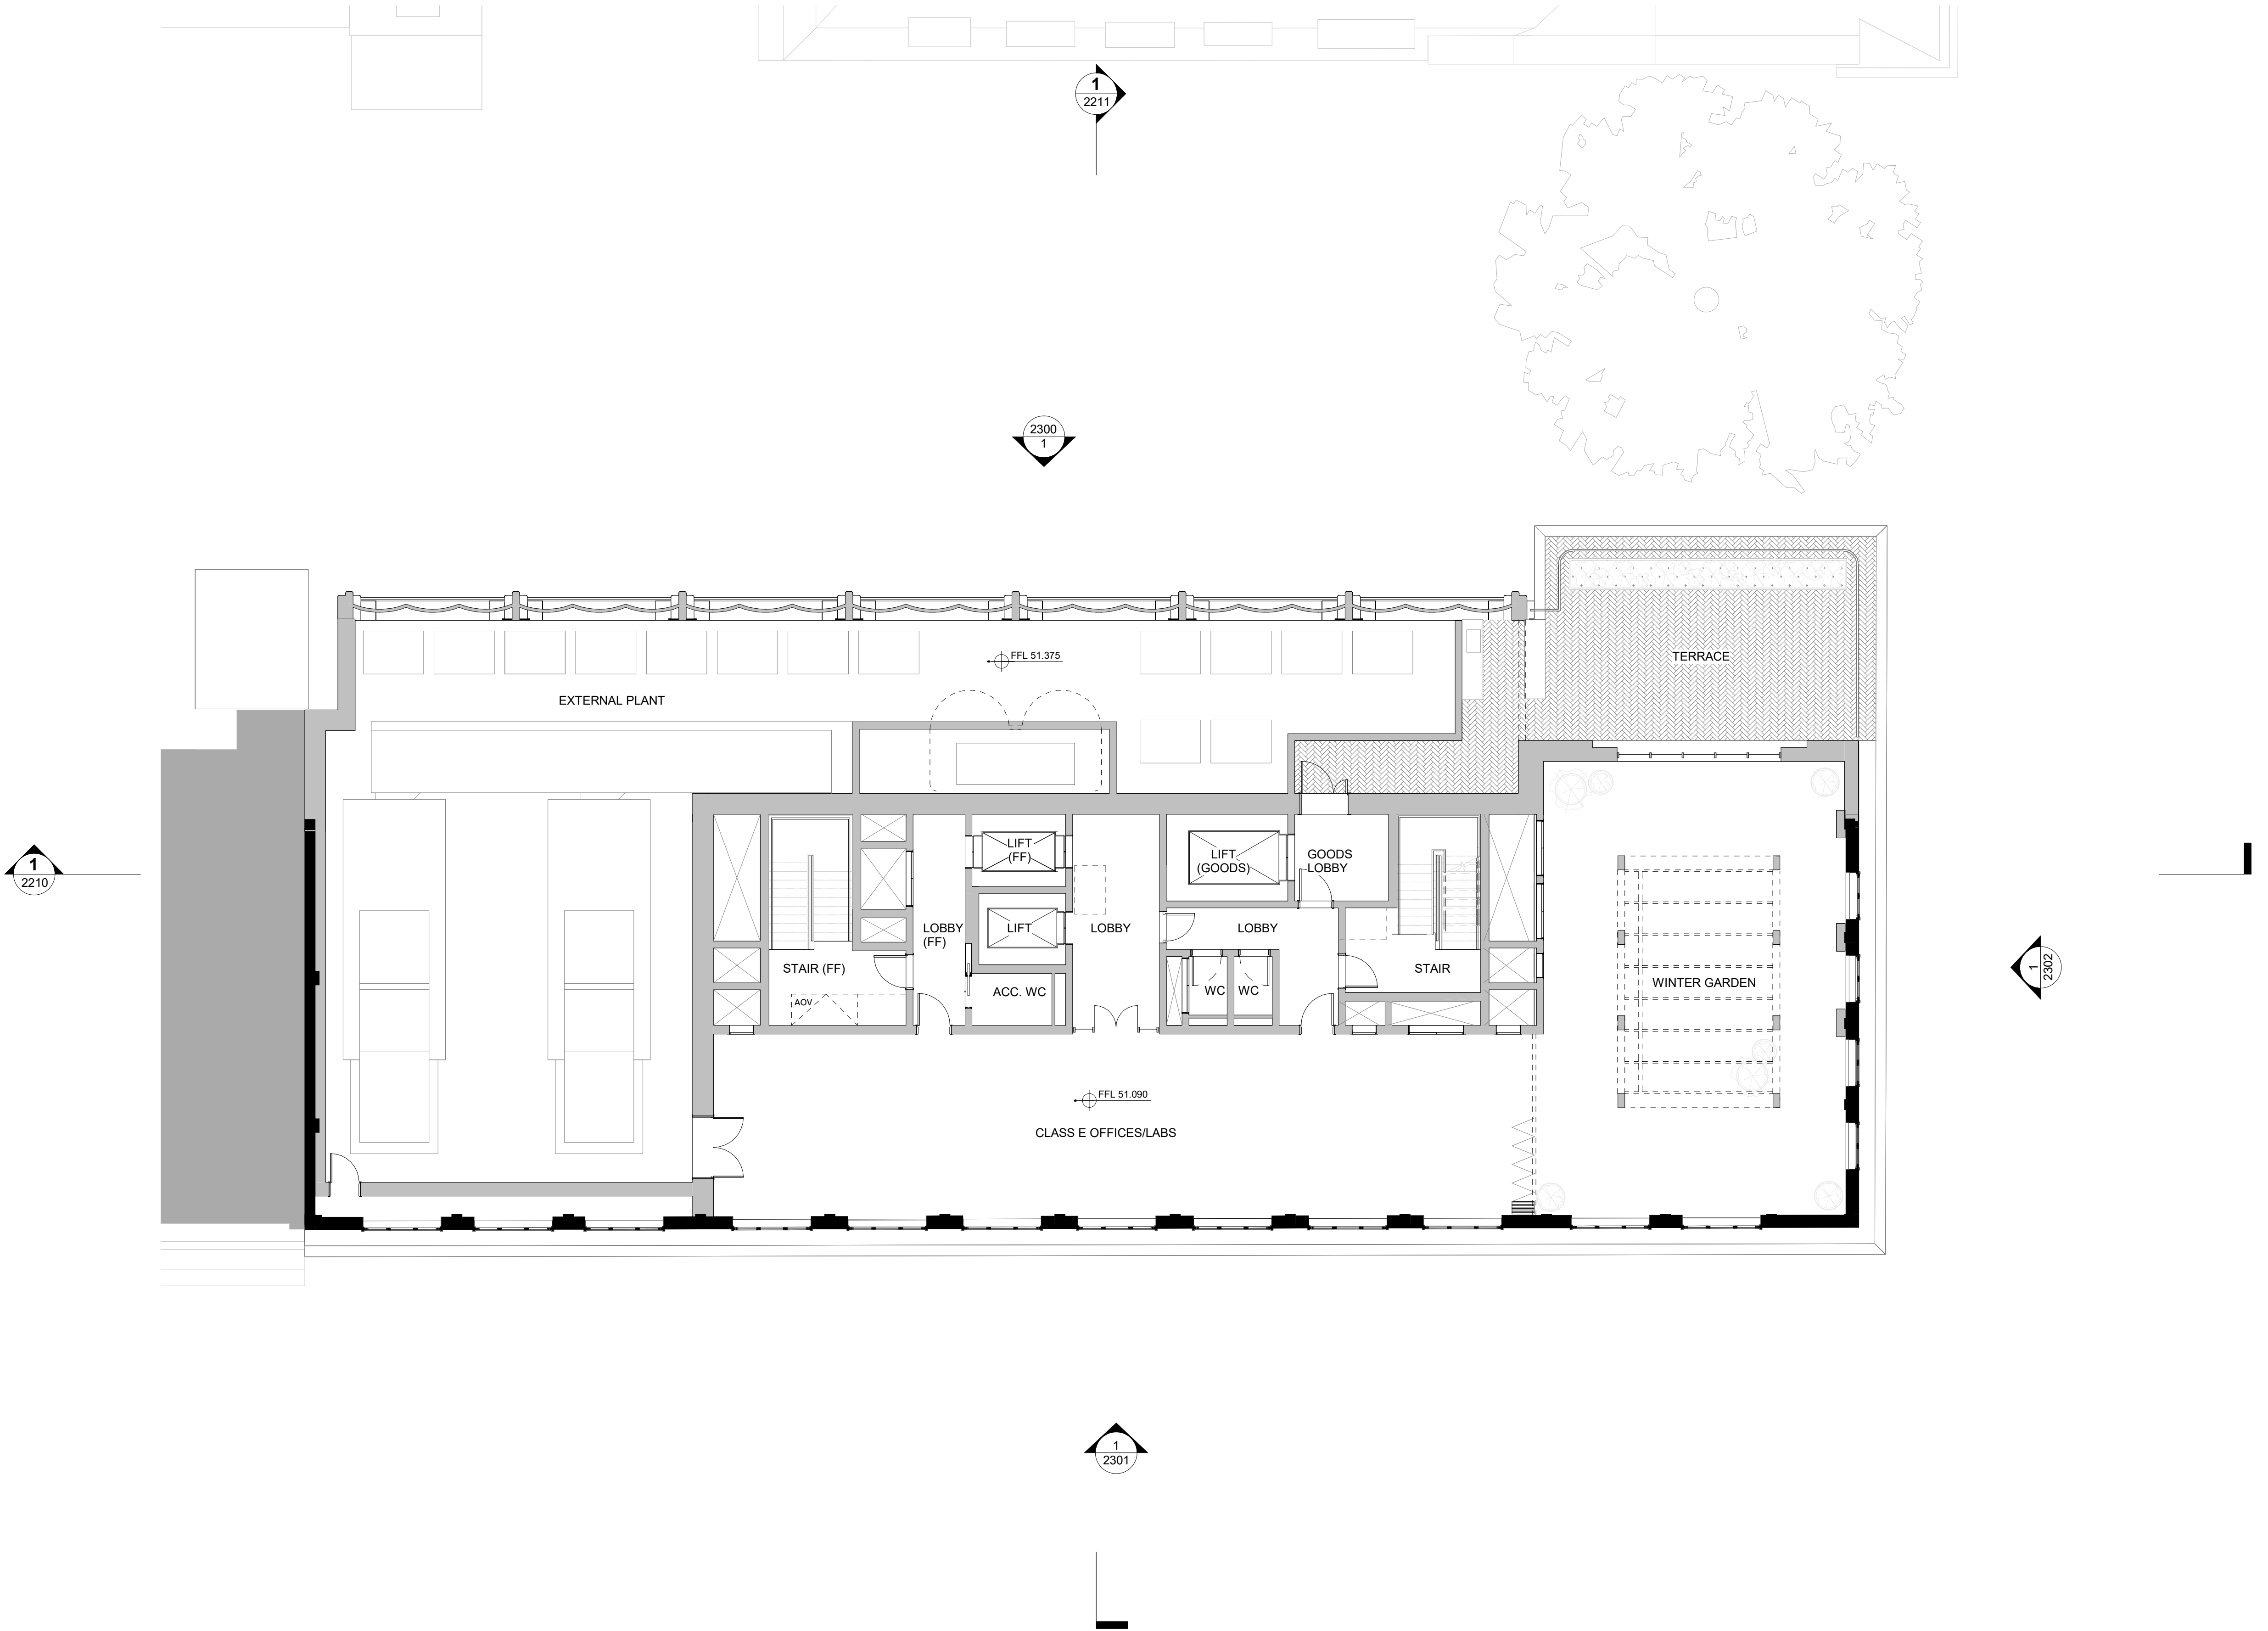 1
2211
2300
1
TERRACE
FFL 51.375
EXTERNAL PLANT
LIFT
(FF)
LIFT
(GOODS)
GOODS
LOBBY
1
2210
LOBBY
(FF)
LIFT
LOBBY
LOBBY
STAIR (FF)
STAIR
1
2302
WINTER GARDEN
ACC. WC
WC
WC
AOV
FFL 51.090
CLASS E OFFICES/LABS
1
2301